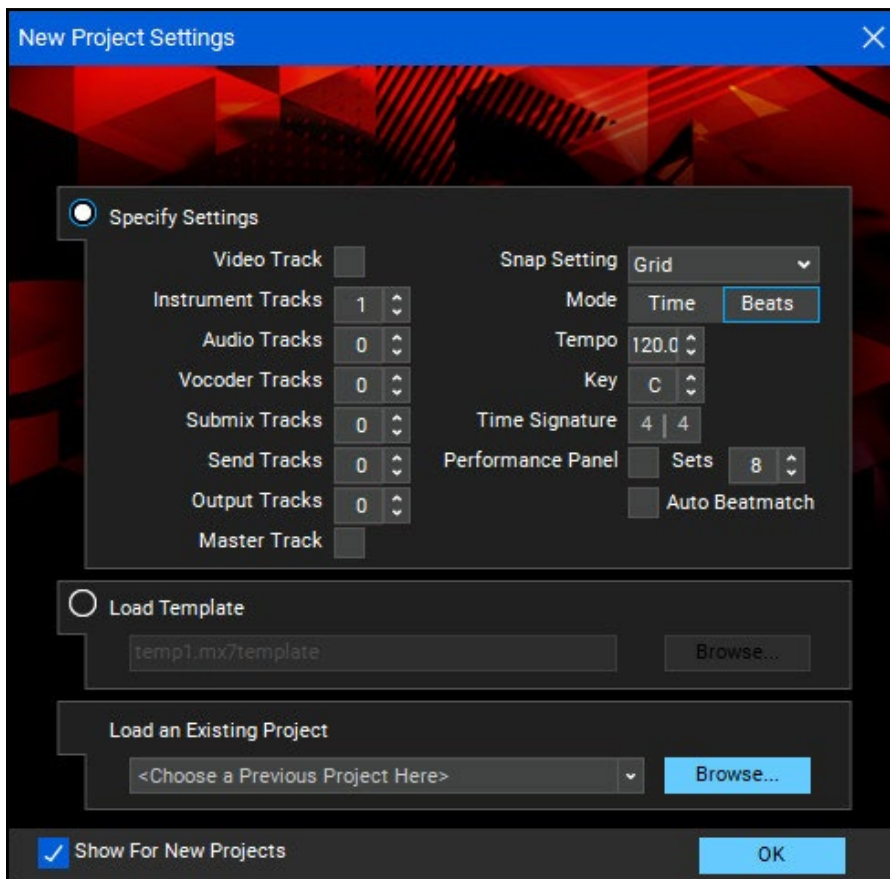 New Project Settings
Specify Settings
Video Track
Snap Setting Grid
Instrument Tracks 1
Mode Time Beats
Audio Tracks 0
Tempo 120.0
Vocoder Tracks 0
Key C
Submix Tracks 0
Time Signature 4 | 4
Send Tracks 0
Performance Panel Sets 8
Output Tracks 0
Auto Beatmatch
Master Track
Load Template
temp1.mx7template Browse...
Load an Existing Project
<Choose a Previous Project Here> Browse...
Show For New Projects OK